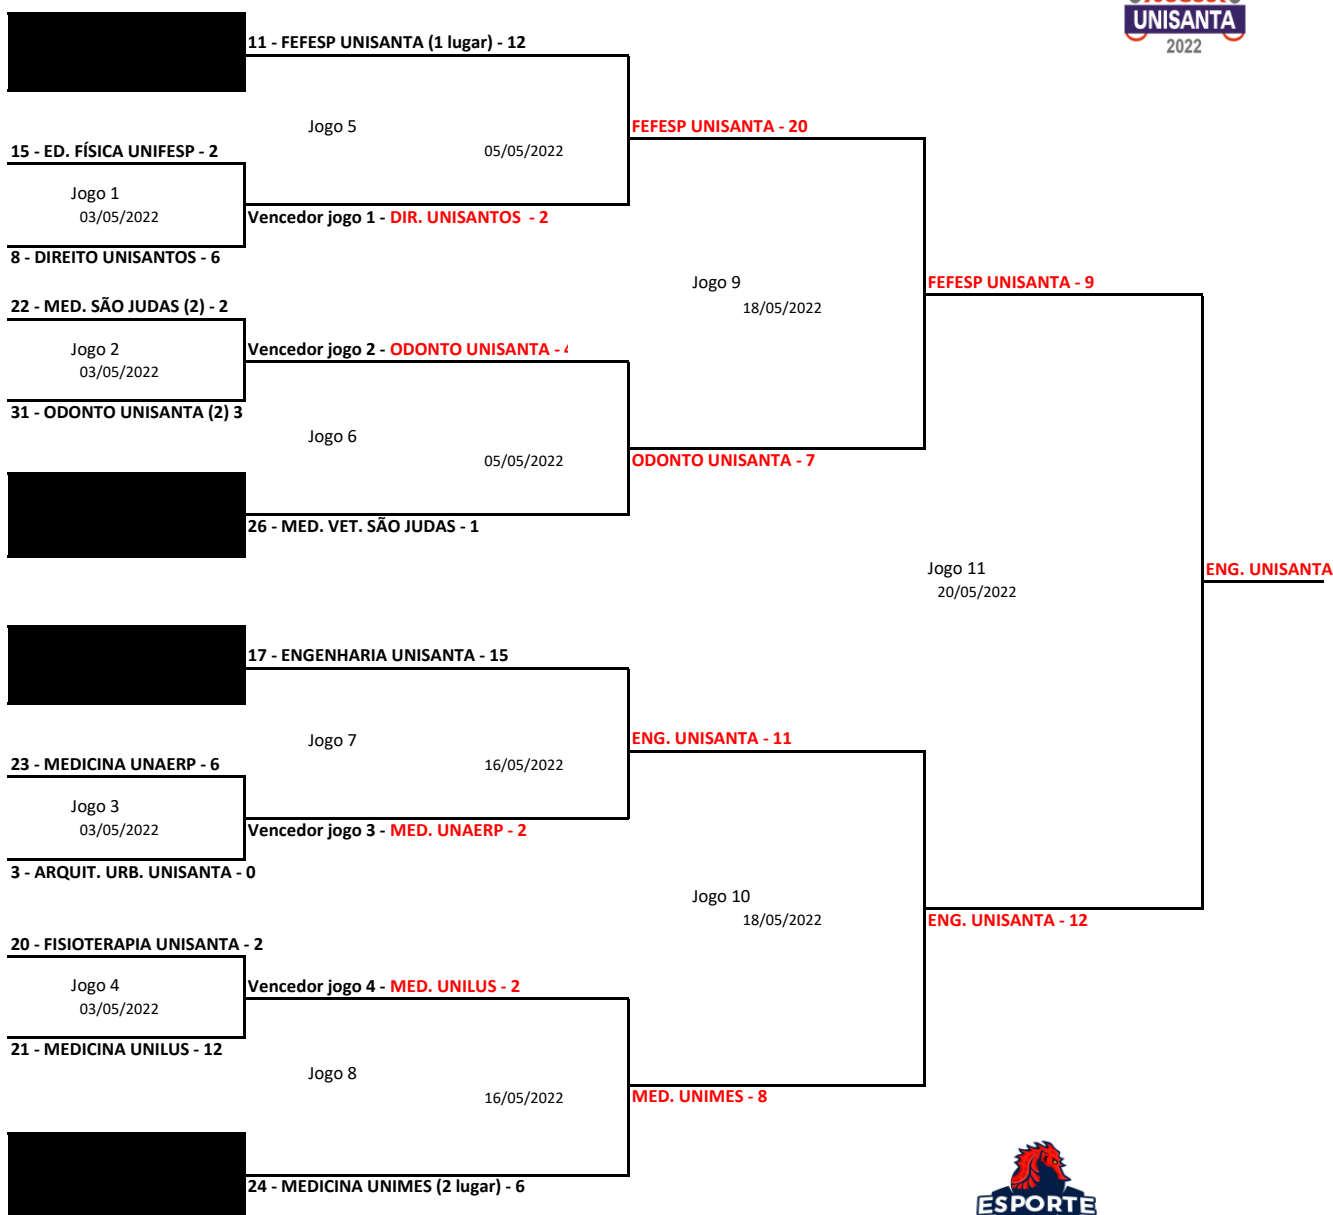 UNISANTA
2022
11 - FEFESP UNISANTA (1 lugar) - 12
Jogo 5
05/05/2022
FEFESP UNISANTA - 20
15 - ED. FÍSICA UNIFESP - 2
Jogo 1
03/05/2022
Vencedor jogo 1 - DIR. UNISANTOS - 2
8 - DIREITO UNISANTOS - 6
Jogo 9
18/05/2022
FEFESP UNISANTA - 9
22 - MED. SÃO JUDAS (2) - 2
Jogo 2
03/05/2022
Vencedor jogo 2 - ODONTO UNISANTA -
31 - ODONTO UNISANTA (2) 3
Jogo 6
05/05/2022
ODONTO UNISANTA - 7
26 - MED. VET. SÃO JUDAS - 1
Jogo 11
20/05/2022
ENG. UNISANTA
17 - ENGENHARIA UNISANTA - 15
Jogo 7
16/05/2022
ENG. UNISANTA - 11
23 - MEDICINA UNAERP - 6
Jogo 3
03/05/2022
Vencedor jogo 3 - MED. UNAERP - 2
3 - ARQUIT. URB. UNISANTA - 0
Jogo 10
18/05/2022
ENG. UNISANTA - 12
20 - FISIOTERAPIA UNISANTA - 2
Jogo 4
03/05/2022
Vencedor jogo 4 - MED. UNILUS - 2
21 - MEDICINA UNILUS - 12
Jogo 8
16/05/2022
MED. UNIMES - 8
24 - MEDICINA UNIMES (2 lugar) - 6
ESPORTE